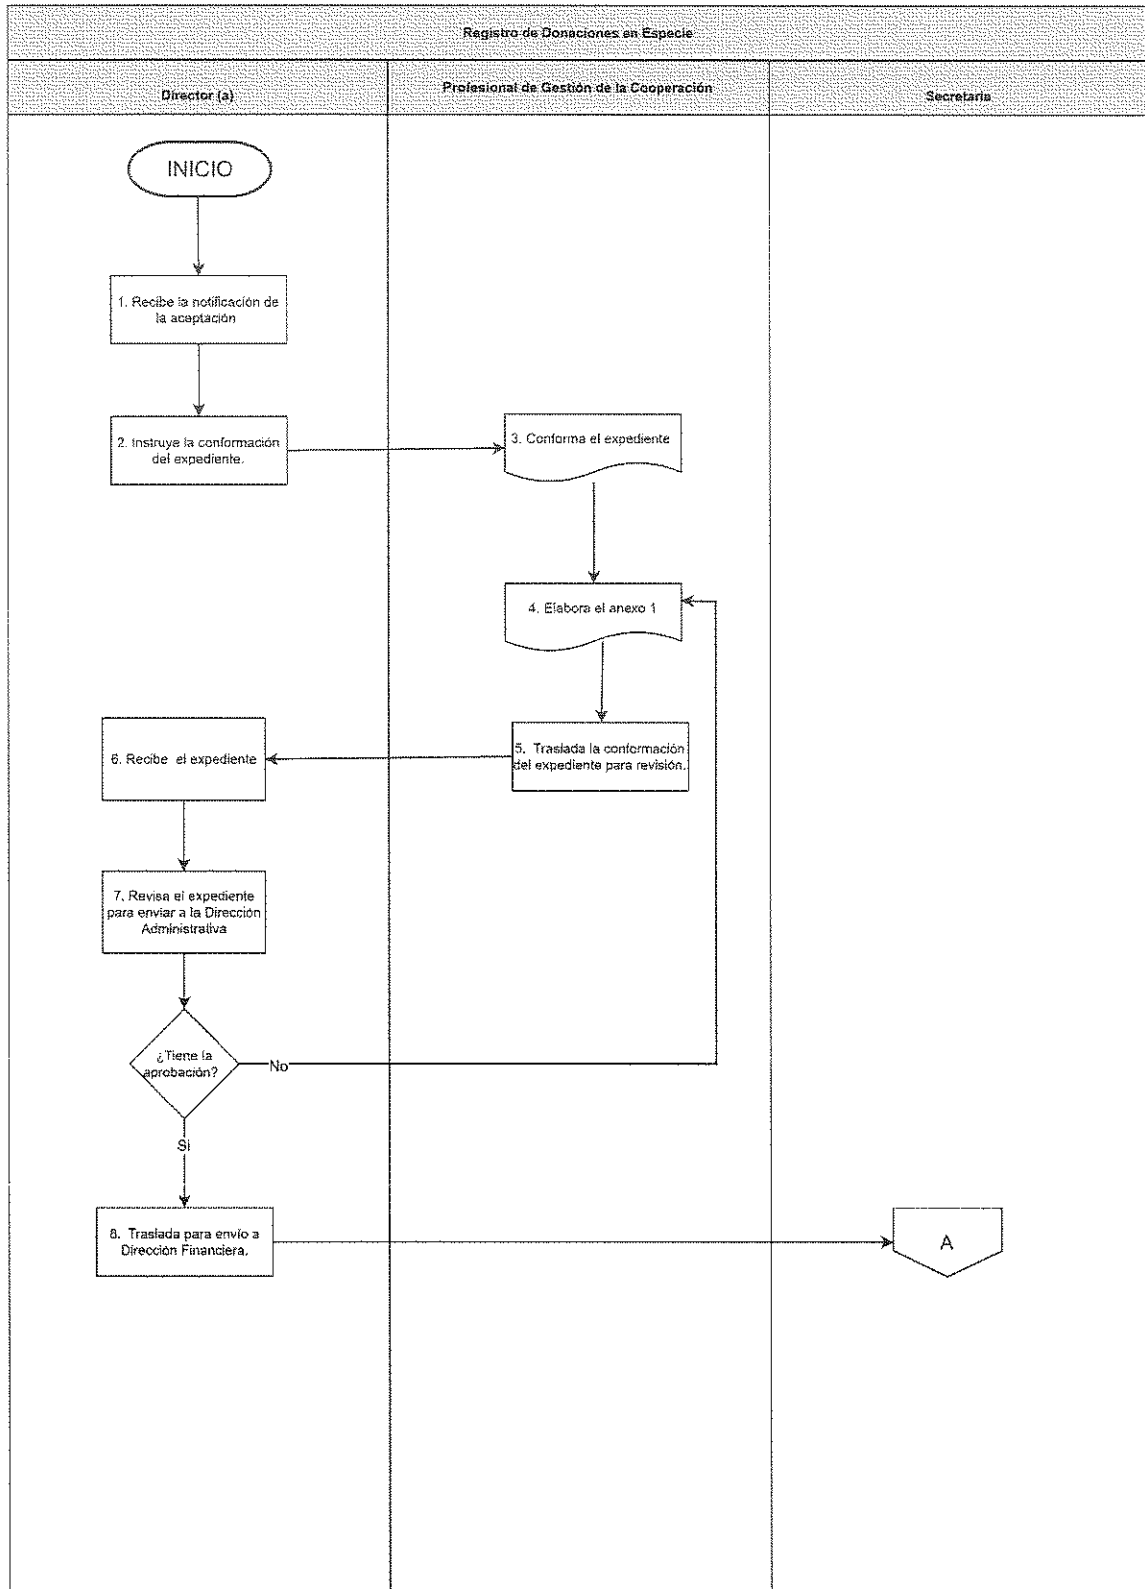 Registro de Donaciones en Especie
Director (a)
Profesional de Gestión de la Cooperación
Secretaria
INICIO
1. Recibe la notificación de
la aceptación
2. Instruye la conformación
del expediente.
3. Conforma el expediente
4. Elabora el anexo 1
5. Traslada la conformación
del expediente para revisión.
6. Recibe el expediente
7. Revisa el expediente
para enviar a la Dirección
Administrativa
¿Tiene la
aprobación?
No
Si
8. Traslada para envío a
Dirección Financiera.
A